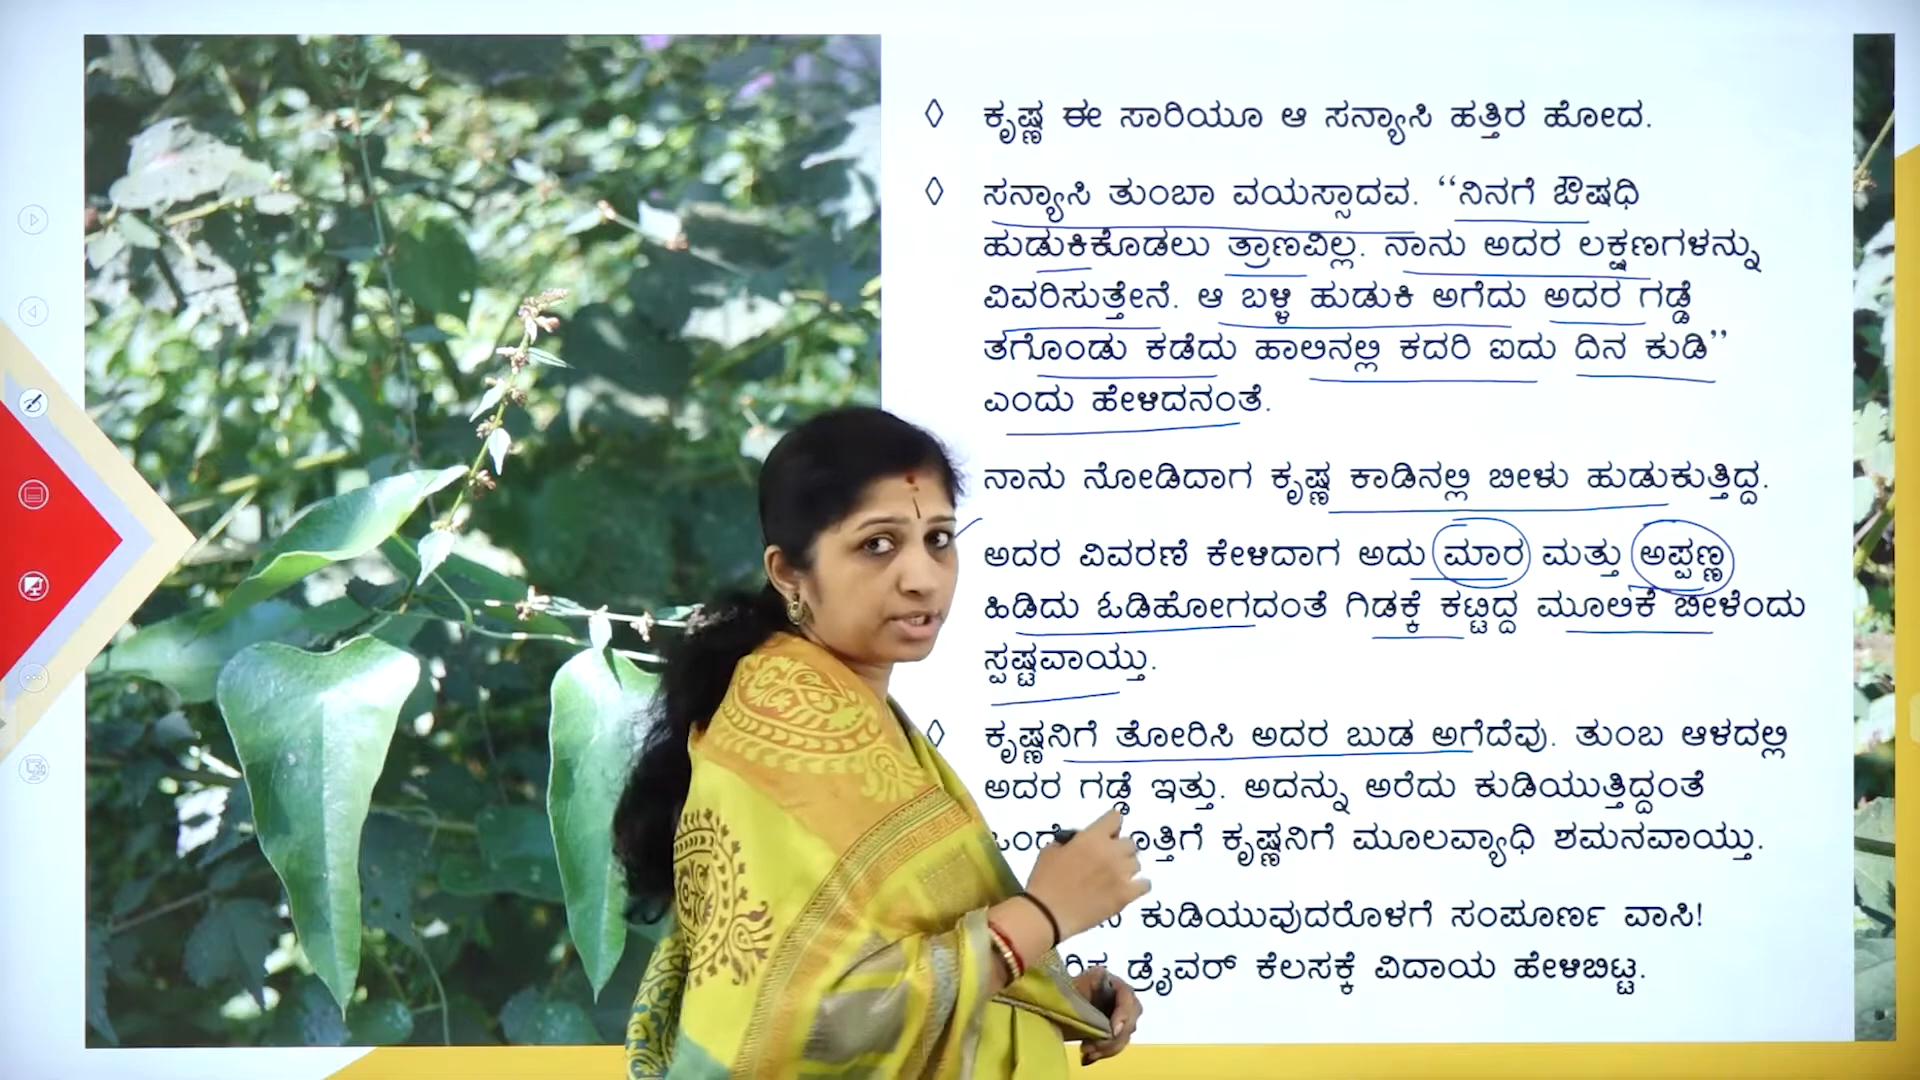 ಕೃಷ್ಣ ಈ ಸಾರಿಯೂ ಆ ಸನ್ಯಾಸಿ ಹತ್ತಿರ ಹೋದ.
ಸನ್ಯಾಸಿ ತುಂಬಾ ವಯಸ್ಸಾದವ. “ನಿನಗೆ ಔಷಧಿ
ಹುಡುಕಿಕೊಡಲು ತ್ರಾಣವಿಲ್ಲ. ನಾನು ಅದರ ಲಕ್ಷಣಗಳನ್ನು
ವಿವರಿಸುತ್ತೇನೆ. ಆ ಬಳ್ಳಿ ಹುಡುಕಿ ಅಗೆದು ಅದರ ಗಡ್ಡೆ
ತಗೊಂಡು ಕಡೆದು ಹಾಲಿನಲ್ಲಿ ಕದರಿ ಐದು ದಿನ ಕುಡಿ”
ಎಂದು ಹೇಳಿದನಂತೆ.
ನಾನು ನೋಡಿದಾಗ ಕೃಷ್ಣ ಕಾಡಿನಲ್ಲಿ ಬೀಳು ಹುಡುಕುತ್ತಿದ್ದ.
ಅದರ ವಿವರಣೆ ಕೇಳಿದಾಗ ಅದು ಮಾರ ಮತ್ತು ಅಪ್ಪಣ್ಣ
ಹಿಡಿದು ಓಡಿಹೋಗದಂತೆ ಗಿಡಕ್ಕೆ ಕಟ್ಟಿದ್ದ ಮೂಲಿಕೆ ಬೀಳೆಂದು
ಸ್ಪಷ್ಟವಾಯ್ತು.
ಕೃಷ್ಣನಿಗೆ ತೋರಿಸಿ ಅದರ ಬುಡ ಅಗೆದೆವು. ತುಂಬ ಆಳದಲ್ಲಿ
ಅದರ ಗಡ್ಡೆ ಇತ್ತು. ಅದನ್ನು ಅರೆದು ಕುಡಿಯುತ್ತಿದ್ದಂತೆ
ಕೃಷ್ಣನಿಗೆ ಮೂಲವ್ಯಾಧಿ ಶಮನವಾಯ್ತು.
ಕುಡಿಯುವುದರೊಳಗೆ ಸಂಪೂರ್ಣ ವಾಸಿ!
ಡ್ರೈವರ್ ಕೆಲಸಕ್ಕೆ ವಿದಾಯ ಹೇಳಿಬಿಟ್ಟ.